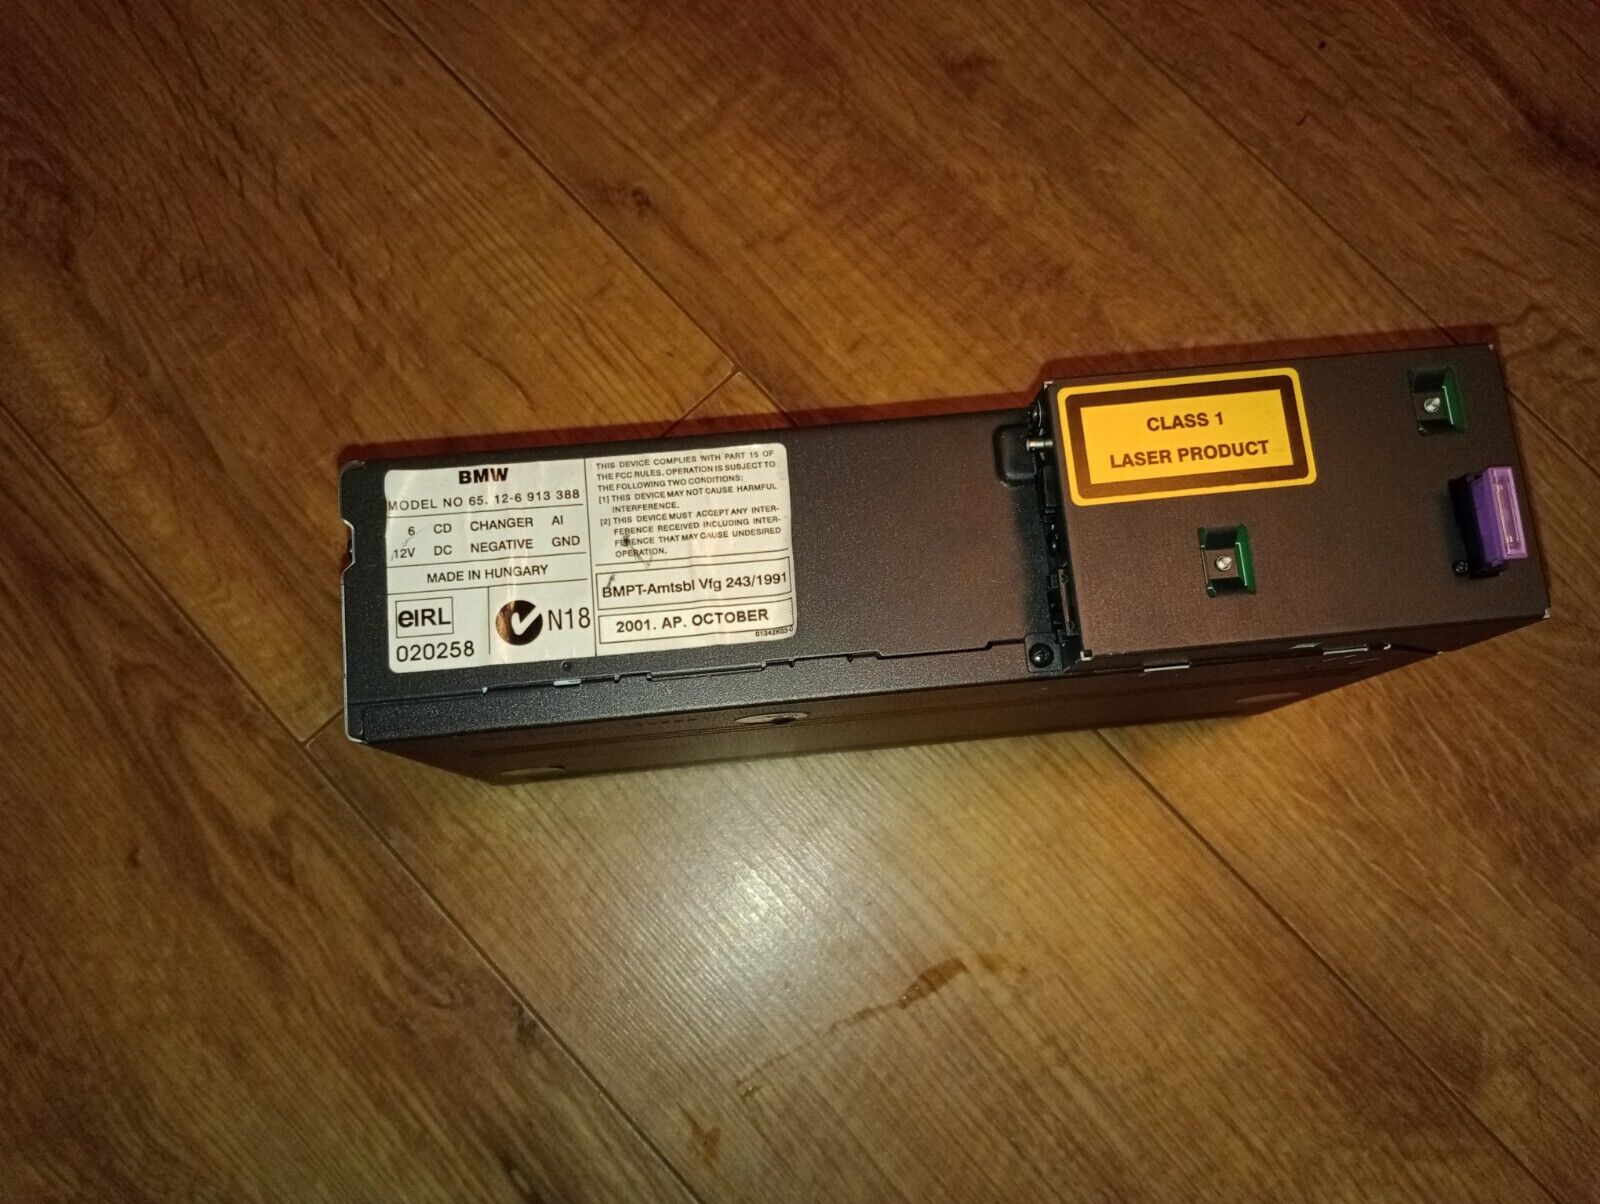 BMW
MODEL NO 65. 12-6 913 388
6 CD CHANGER AI
12V DC NEGATIVE GND
MADE IN HUNGARY
eIRL
020258
N18
THIS DEVICE COMPLIES WITH PART 15 OF
THE FCC RULES. OPERATION IS SUBJECT TO
THE FOLLOWING TWO CONDITIONS:
[1] THIS DEVICE MAY NOT CAUSE HARMFUL
INTERFERENCE.
[2] THIS DEVICE MUST ACCEPT ANY INTER-
FERENCE RECEIVED INCLUDING INTER-
FERENCE THAT MAY CAUSE UNDESIRED
OPERATION.
BMPT-Amtsbl Vfg 243/1991
2001. AP. OCTOBER
01342K03-0
CLASS 1
LASER PRODUCT